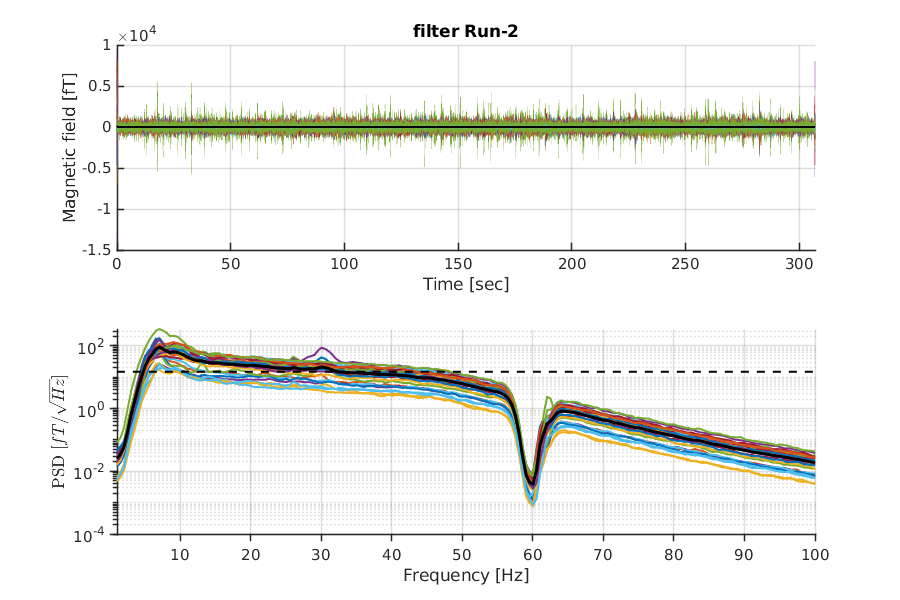 filter Run-2
×10⁴
1
0.5
0
-0.5
-1
-1.5
Magnetic field [fT]
0 50 100 150 200 250 300
Time [sec]
10²
10⁰
10⁻²
10⁻⁴
PSD [fT/√Hz]
10 20 30 40 50 60 70 80 90 100
Frequency [Hz]